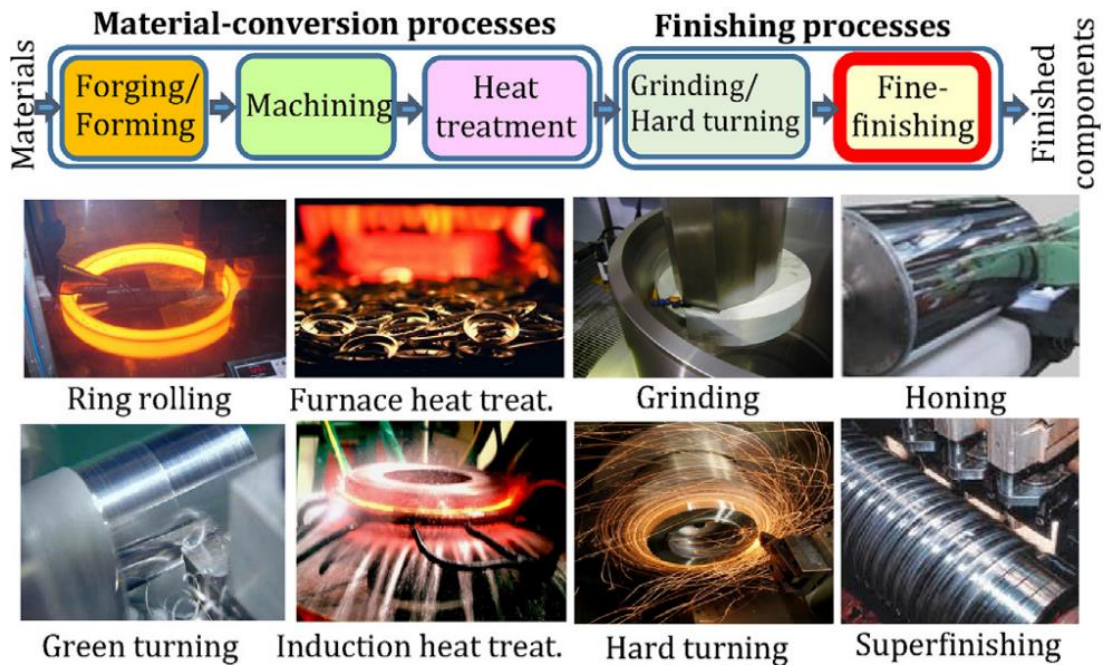 Material-conversion processes
Finishing processes
Materials
Forging/
Forming
Machining
Heat
treatment
Grinding/
Hard turning
Fine-
finishing
Finished
components
Ring rolling
Furnace heat treat.
Grinding
Honing
Green turning
Induction heat treat.
Hard turning
Superfinishing